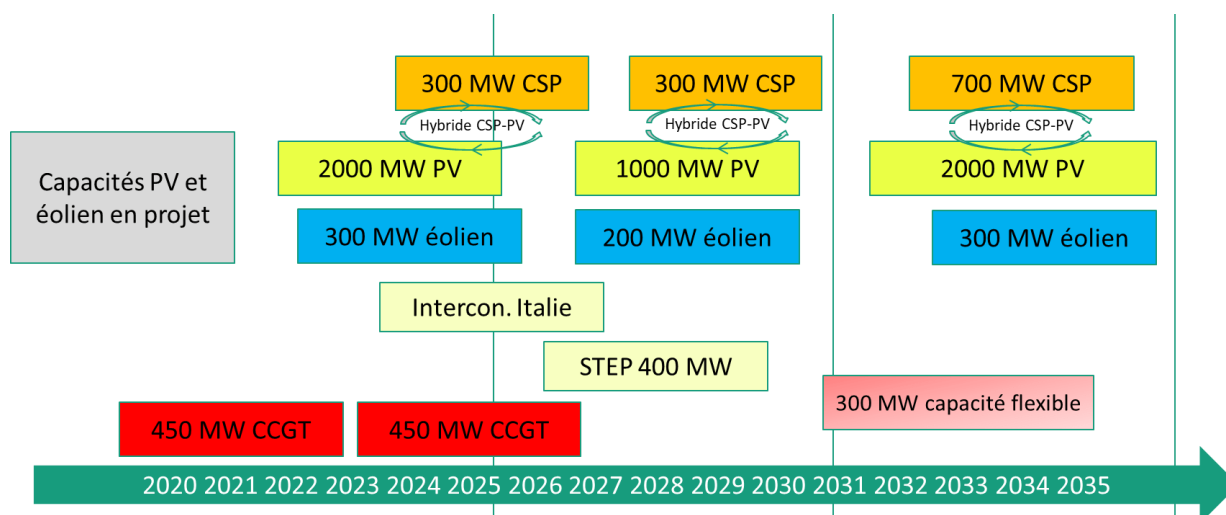 300 MW CSP
300 MW CSP
700 MW CSP
Hybride CSP-PV
Hybride CSP-PV
Hybride CSP-PV
Capacités PV et
éolien en projet
2000 MW PV
1000 MW PV
2000 MW PV
300 MW éolien
200 MW éolien
300 MW éolien
Intercon. Italie
STEP 400 MW
300 MW capacité flexible
450 MW CCGT
450 MW CCGT
2020 2021 2022 2023 2024 2025 2026 2027 2028 2029 2030 2031 2032 2033 2034 2035